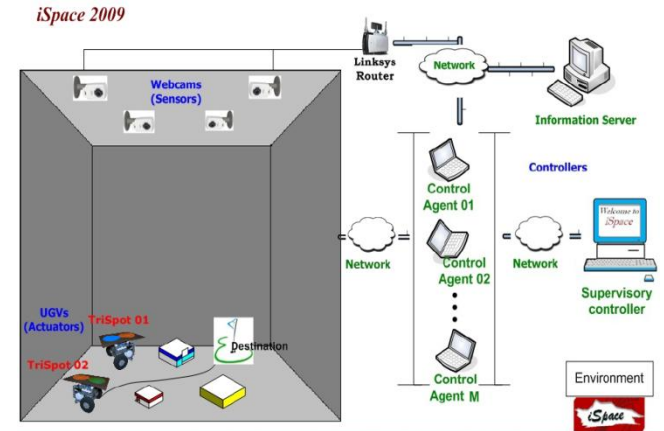 iSpace 2009
Webcams
(Sensors)
Linksys
Router
Network
Information Server
Controllers
Control
Agent 01
Control
Agent 02
Network
Network
Welcome to
iSpace
Supervisory
controller
UGVs
(Actuators)
TriSpot 01
TriSpot 02
Destination
Control
Agent M
Environment
iSpace